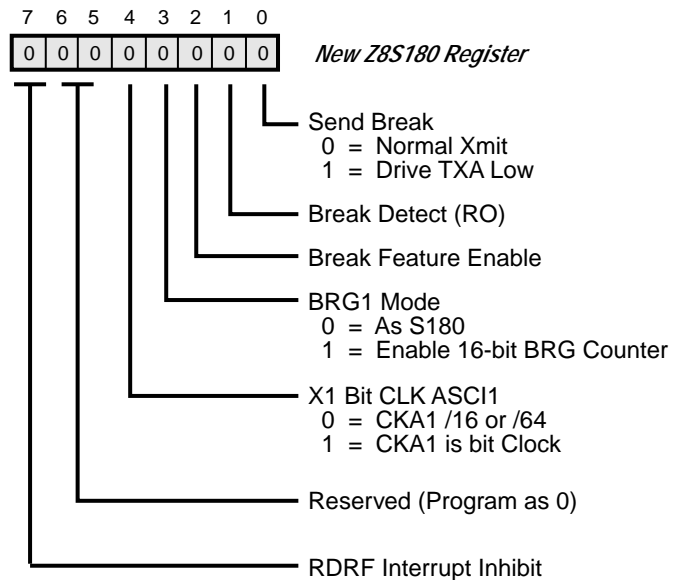 7 6 5 4 3 2 1 0
0 0 0 0 0 0 0 0
New Z8S180 Register
Send Break
0 = Normal Xmit
1 = Drive TXA Low
Break Detect (RO)
Break Feature Enable
BRG1 Mode
0 = As S180
1 = Enable 16-bit BRG Counter
X1 Bit CLK ASCI1
0 = CKA1 /16 or /64
1 = CKA1 is bit Clock
Reserved (Program as 0)
RDRF Interrupt Inhibit